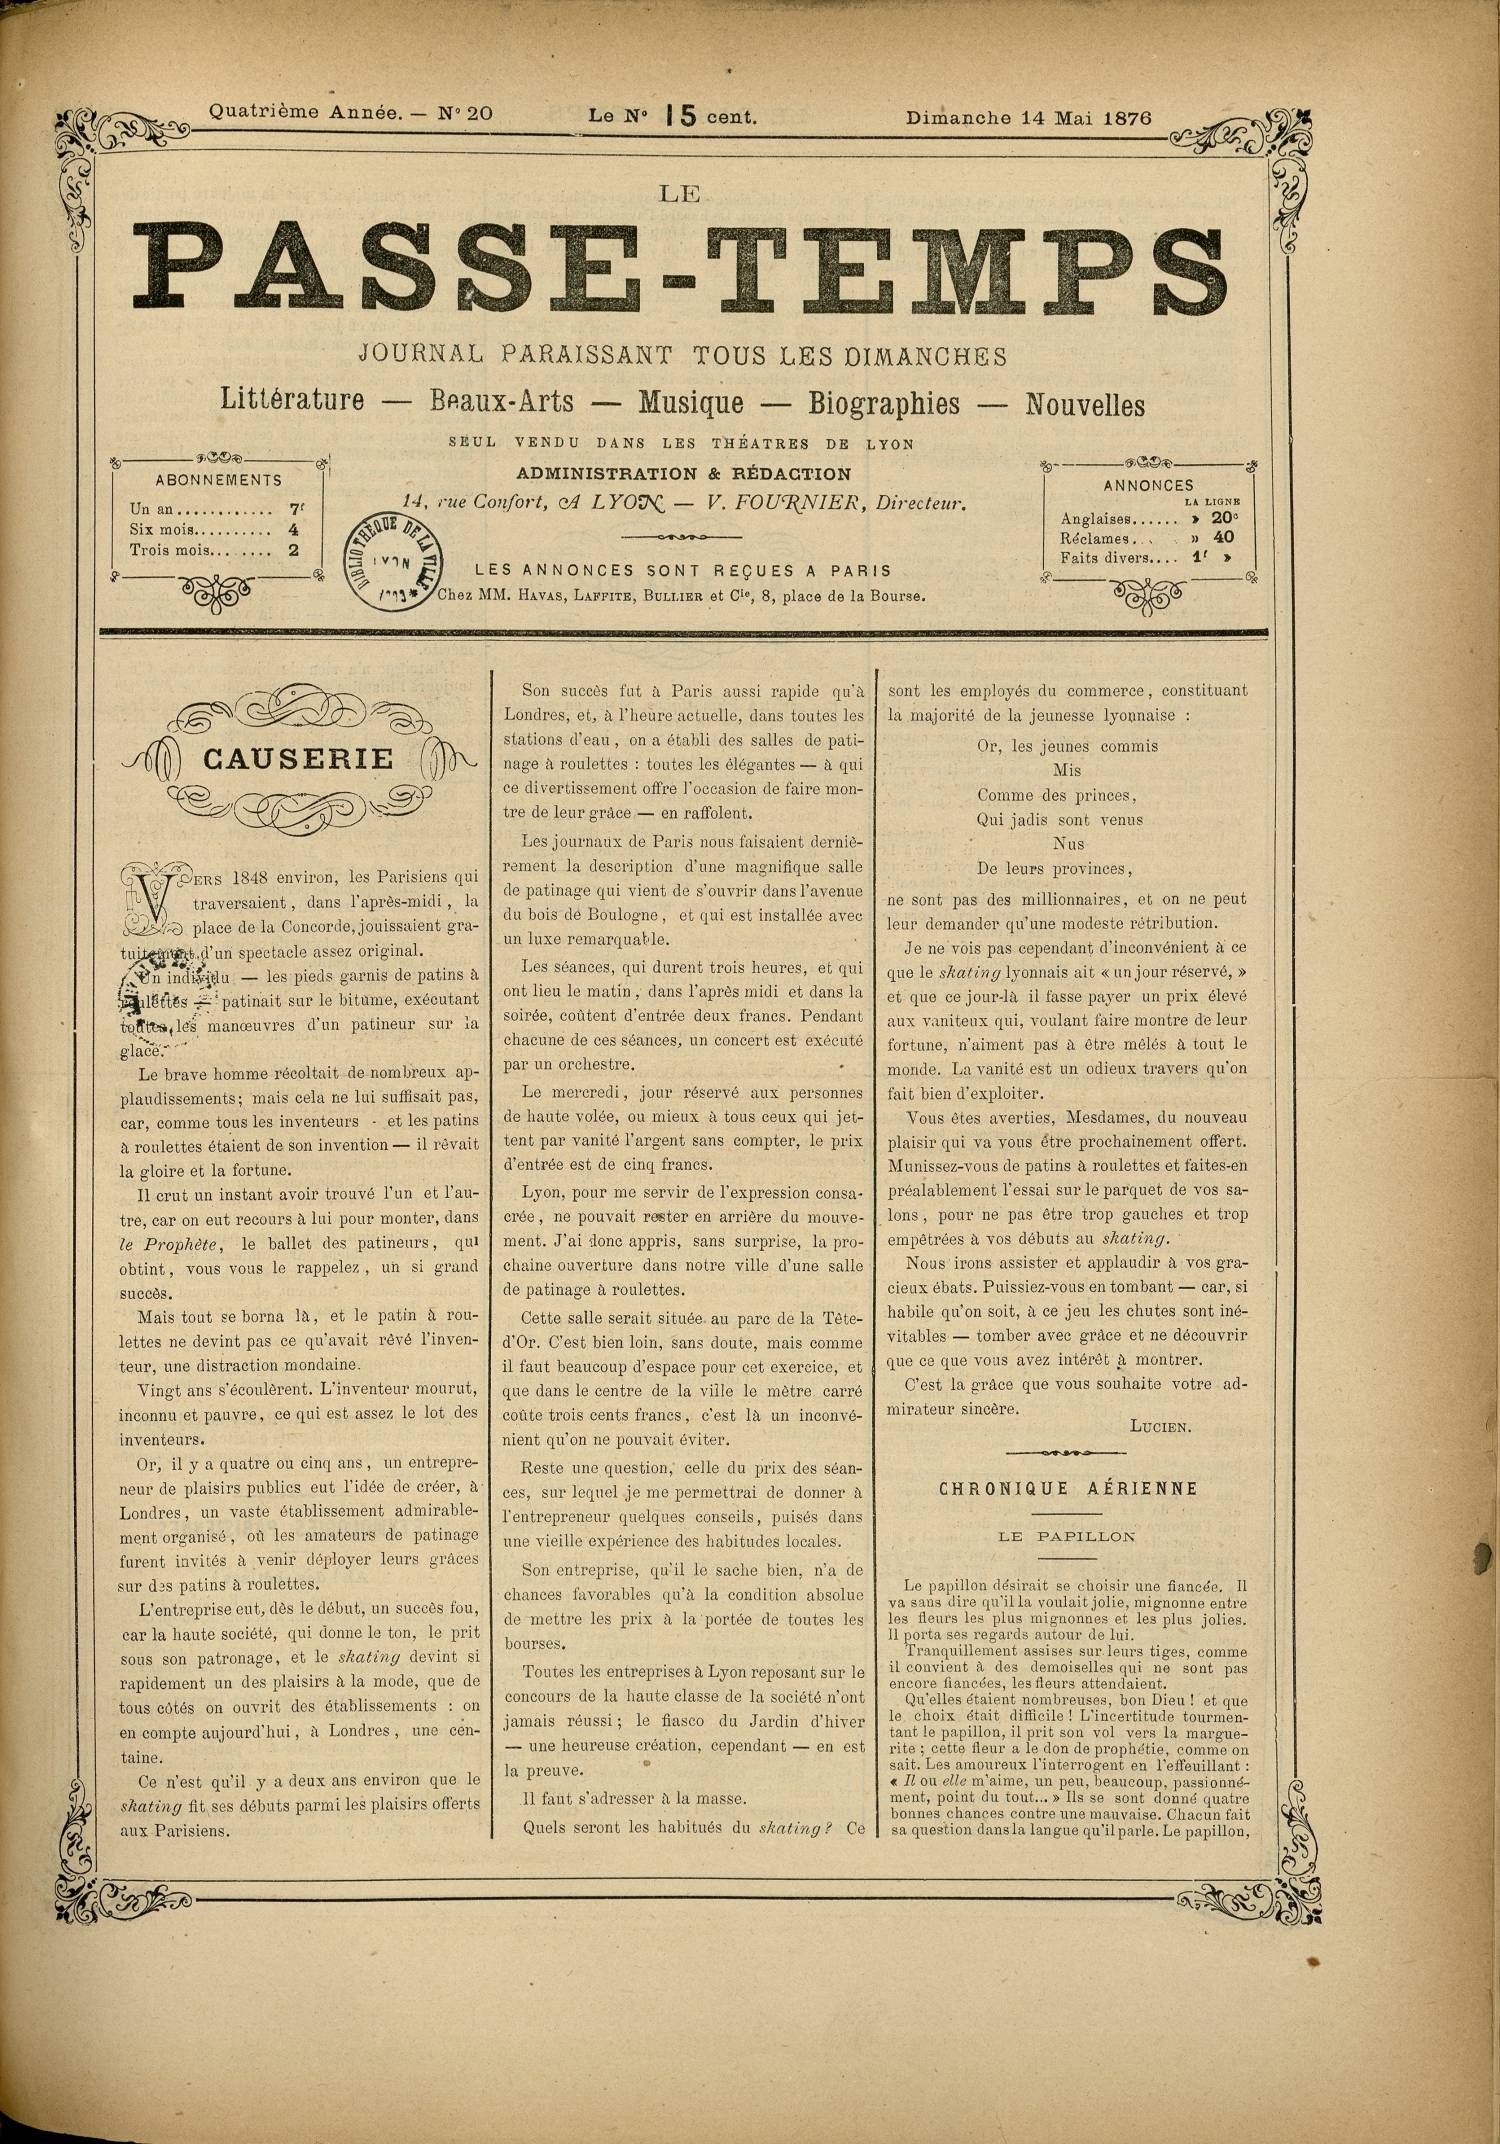 Quatrième Année. — N° 20
Le N° 15 cent.
Dimanche 14 Mai 1876
LE
PASSE-TEMPS
JOURNAL PARAISSANT TOUS LES DIMANCHES
Littérature — Beaux-Arts — Musique — Biographies — Nouvelles
SEUL VENDU DANS LES THÉATRES DE LYON
ABONNEMENTS
Un an............ 7f
Six mois.......... 4
Trois mois... ..... 2
ADMINISTRATION & RÉDACTION
14, rue Confort, A LYON — V. FOURNIER, Directeur.
BIBLIOTHÈQUE DE LA VILLE
LYON
LES ANNONCES SONT REÇUES A PARIS
Chez MM. HAVAS, LAFFITE, BULLIER et Cie, 8, place de la Bourse.
ANNONCES
LA LIGNE
Anglaises...... » 20c
Réclames... . » 40
Faits divers.... 1f »
CAUSERIE
VERS 1848 environ, les Parisiens qui
traversaient, dans l'après-midi, la
place de la Concorde, jouissaient gra-
tuitement d'un spectacle assez original.
Un individu — les pieds garnis de patins à
roulettes — patinait sur le bitume, exécutant
toutes les manœuvres d'un patineur sur la
glace.
Le brave homme récoltait de nombreux ap-
plaudissements; mais cela ne lui suffisait pas,
car, comme tous les inventeurs - et les patins
à roulettes étaient de son invention — il rêvait
la gloire et la fortune.
Il crut un instant avoir trouvé l'un et l'au-
tre, car on eut recours à lui pour monter, dans
le Prophète, le ballet des patineurs, qui
obtint, vous vous le rappelez, un si grand
succès.
Mais tout se borna là, et le patin à rou-
lettes ne devint pas ce qu'avait rêvé l'inven-
teur, une distraction mondaine.
Vingt ans s'écoulèrent. L'inventeur mourut,
inconnu et pauvre, ce qui est assez le lot des
inventeurs.
Or, il y a quatre ou cinq ans, un entrepre-
neur de plaisirs publics eut l'idée de créer, à
Londres, un vaste établissement admirable-
ment organisé, où les amateurs de patinage
furent invités à venir déployer leurs grâces
sur des patins à roulettes.
L'entreprise eut, dès le début, un succès fou,
car la haute société, qui donne le ton, le prit
sous son patronage, et le skating devint si
rapidement un des plaisirs à la mode, que de
tous côtés on ouvrit des établissements : on
en compte aujourd'hui, à Londres, une cen-
taine.
Ce n'est qu'il y a deux ans environ que le
skating fit ses débuts parmi les plaisirs offerts
aux Parisiens.
Son succès fut à Paris aussi rapide qu'à
Londres, et, à l'heure actuelle, dans toutes les
stations d'eau, on a établi des salles de pati-
nage à roulettes : toutes les élégantes — à qui
ce divertissement offre l'occasion de faire mon-
tre de leur grâce — en raffolent.
Les journaux de Paris nous faisaient derniè-
rement la description d'une magnifique salle
de patinage qui vient de s'ouvrir dans l'avenue
du bois de Boulogne, et qui est installée avec
un luxe remarquable.
Les séances, qui durent trois heures, et qui
ont lieu le matin, dans l'après midi et dans la
soirée, coûtent d'entrée deux francs. Pendant
chacune de ces séances, un concert est exécuté
par un orchestre.
Le mercredi, jour réservé aux personnes
de haute volée, ou mieux à tous ceux qui jet-
tent par vanité l'argent sans compter, le prix
d'entrée est de cinq francs.
Lyon, pour me servir de l'expression consa-
crée, ne pouvait rester en arrière du mouve-
ment. J'ai donc appris, sans surprise, la pro-
chaine ouverture dans notre ville d'une salle
de patinage à roulettes.
Cette salle serait située au parc de la Tête-
d'Or. C'est bien loin, sans doute, mais comme
il faut beaucoup d'espace pour cet exercice, et
que dans le centre de la ville le mètre carré
coûte trois cents francs, c'est là un inconvé-
nient qu'on ne pouvait éviter.
Reste une question, celle du prix des séan-
ces, sur lequel je me permettrai de donner à
l'entrepreneur quelques conseils, puisés dans
une vieille expérience des habitudes locales.
Son entreprise, qu'il le sache bien, n'a de
chances favorables qu'à la condition absolue
de mettre les prix à la portée de toutes les
bourses.
Toutes les entreprises à Lyon reposant sur le
concours de la haute classe de la société n'ont
jamais réussi; le fiasco du Jardin d'hiver
— une heureuse création, cependant — en est
la preuve.
Il faut s'adresser à la masse.
Quels seront les habitués du skating? Ce
sont les employés du commerce, constituant
la majorité de la jeunesse lyonnaise :
Or, les jeunes commis
Mis
Comme des princes,
Qui jadis sont venus
Nus
De leurs provinces,
ne sont pas des millionnaires, et on ne peut
leur demander qu'une modeste rétribution.
Je ne vois pas cependant d'inconvénient à ce
que le skating lyonnais ait « un jour réservé, »
et que ce jour-là il fasse payer un prix élevé
aux vaniteux qui, voulant faire montre de leur
fortune, n'aiment pas à être mêlés à tout le
monde. La vanité est un odieux travers qu'on
fait bien d'exploiter.
Vous êtes averties, Mesdames, du nouveau
plaisir qui va vous être prochainement offert.
Munissez-vous de patins à roulettes et faites-en
préalablement l'essai sur le parquet de vos sa-
lons, pour ne pas être trop gauches et trop
empêtrées à vos débuts au skating.
Nous irons assister et applaudir à vos gra-
cieux ébats. Puissiez-vous en tombant — car, si
habile qu'on soit, à ce jeu les chutes sont iné-
vitables — tomber avec grâce et ne découvrir
que ce que vous avez intérêt à montrer.
C'est la grâce que vous souhaite votre ad-
mirateur sincère.
LUCIEN.
CHRONIQUE AÉRIENNE
LE PAPILLON
Le papillon désirait se choisir une fiancée. Il
va sans dire qu'il la voulait jolie, mignonne entre
les fleurs les plus mignonnes et les plus jolies.
Il porta ses regards autour de lui.
Tranquillement assises sur leurs tiges, comme
il convient à des demoiselles qui ne sont pas
encore fiancées, les fleurs attendaient.
Qu'elles étaient nombreuses, bon Dieu ! et que
le choix était difficile ! L'incertitude tourmen-
tant le papillon, il prit son vol vers la margue-
rite ; cette fleur a le don de prophétie, comme on
sait. Les amoureux l'interrogent en l'effeuillant :
« Il ou elle m'aime, un peu, beaucoup, passionné-
ment, point du tout... » Ils se sont donné quatre
bonnes chances contre une mauvaise. Chacun fait
sa question dans la langue qu'il parle. Le papillon,